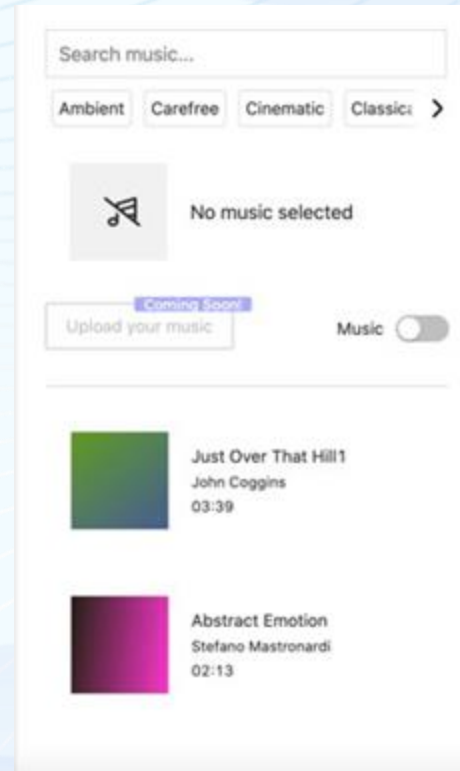 Search music...
Ambient Carefree Cinematic Classica
No music selected
Coming Soon!
Upload your music
Music
Just Over That Hill1
John Coggins
03:39
Abstract Emotion
Stefano Mastronardi
02:13